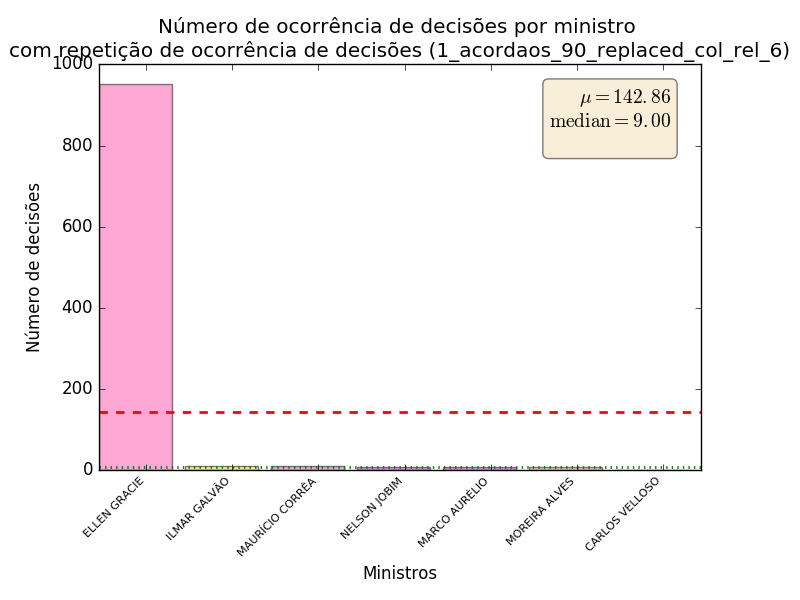 Número de ocorrência de decisões por ministro
com repetição de ocorrência de decisões (1_acordaos_90_replaced_col_rel_6)
1000
800
600
400
200
0
Número de decisões
μ = 142.86
median = 9.00
ELLEN GRACIE
ILMAR GALVÃO
MAURÍCIO CORRÊA
NELSON JOBIM
MARCO AURÉLIO
MOREIRA ALVES
CARLOS VELLOSO
Ministros